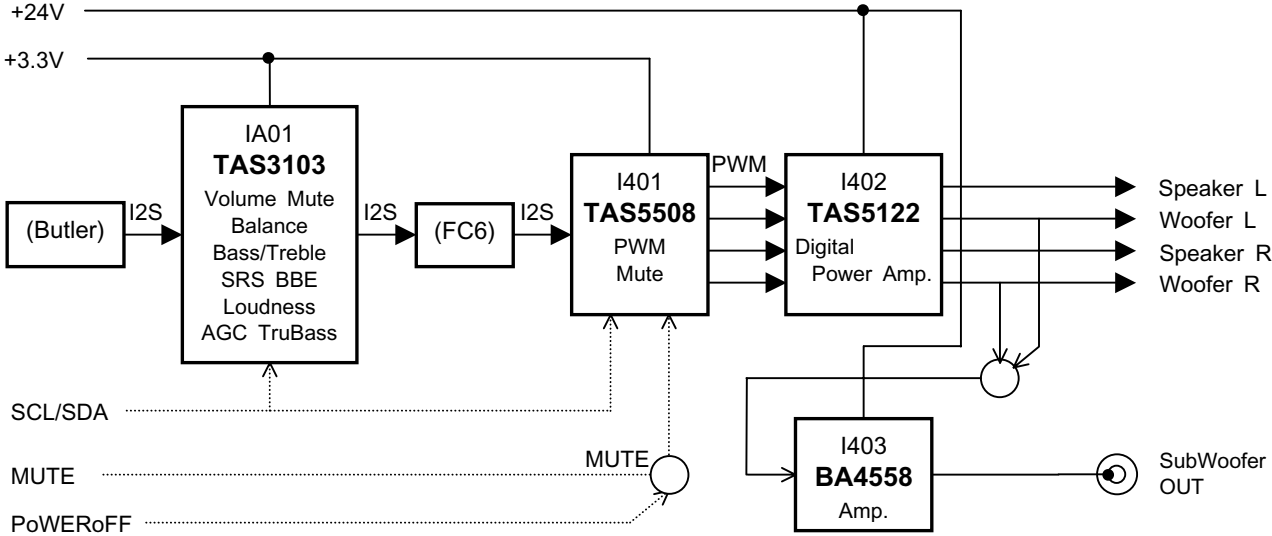 +24V
+3.3V
IA01
TAS3103
Volume Mute
Balance
Bass/Treble
SRS BBE
Loudness
AGC TruBass
(Butler)
I2S
I2S
(FC6)
I2S
I401
TAS5508
PWM
Mute
PWM
I402
TAS5122
Digital
Power Amp.
Speaker L
Woofer L
Speaker R
Woofer R
SCL/SDA
MUTE
MUTE
PoWERoFF
I403
BA4558
Amp.
SubWoofer
OUT